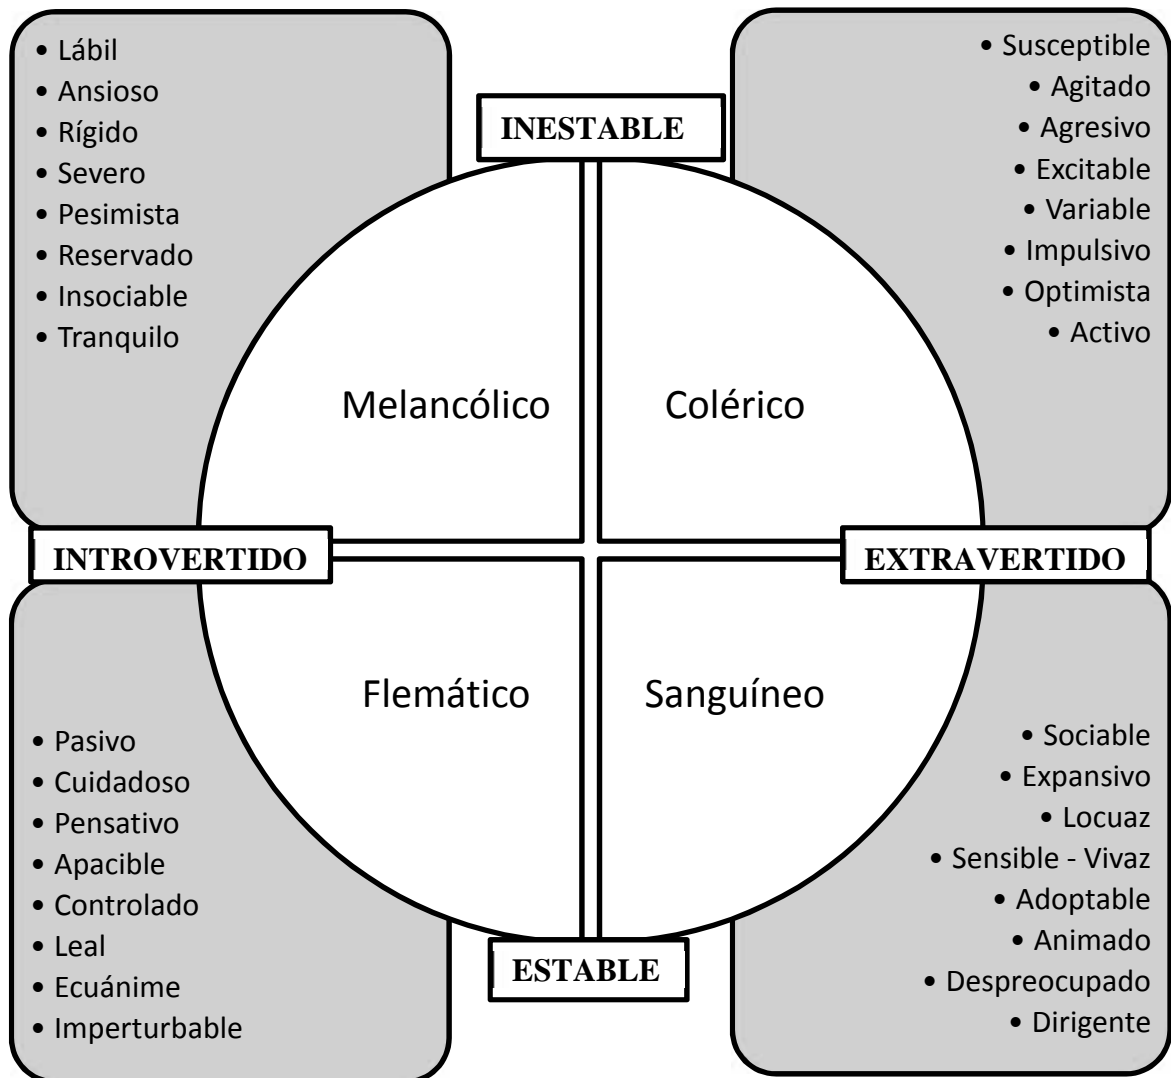 • Lábil
• Ansioso
• Rígido
• Severo
• Pesimista
• Reservado
• Insociable
• Tranquilo
INESTABLE
• Susceptible
• Agitado
• Agresivo
• Excitable
• Variable
• Impulsivo
• Optimista
• Activo
Melancólico
Colérico
INTROVERTIDO
EXTRAVERTIDO
Flemático
Sanguíneo
• Pasivo
• Cuidadoso
• Pensativo
• Apacible
• Controlado
• Leal
• Ecuánime
• Imperturbable
ESTABLE
• Sociable
• Expansivo
• Locuaz
• Sensible - Vivaz
• Adoptable
• Animado
• Despreocupado
• Dirigente